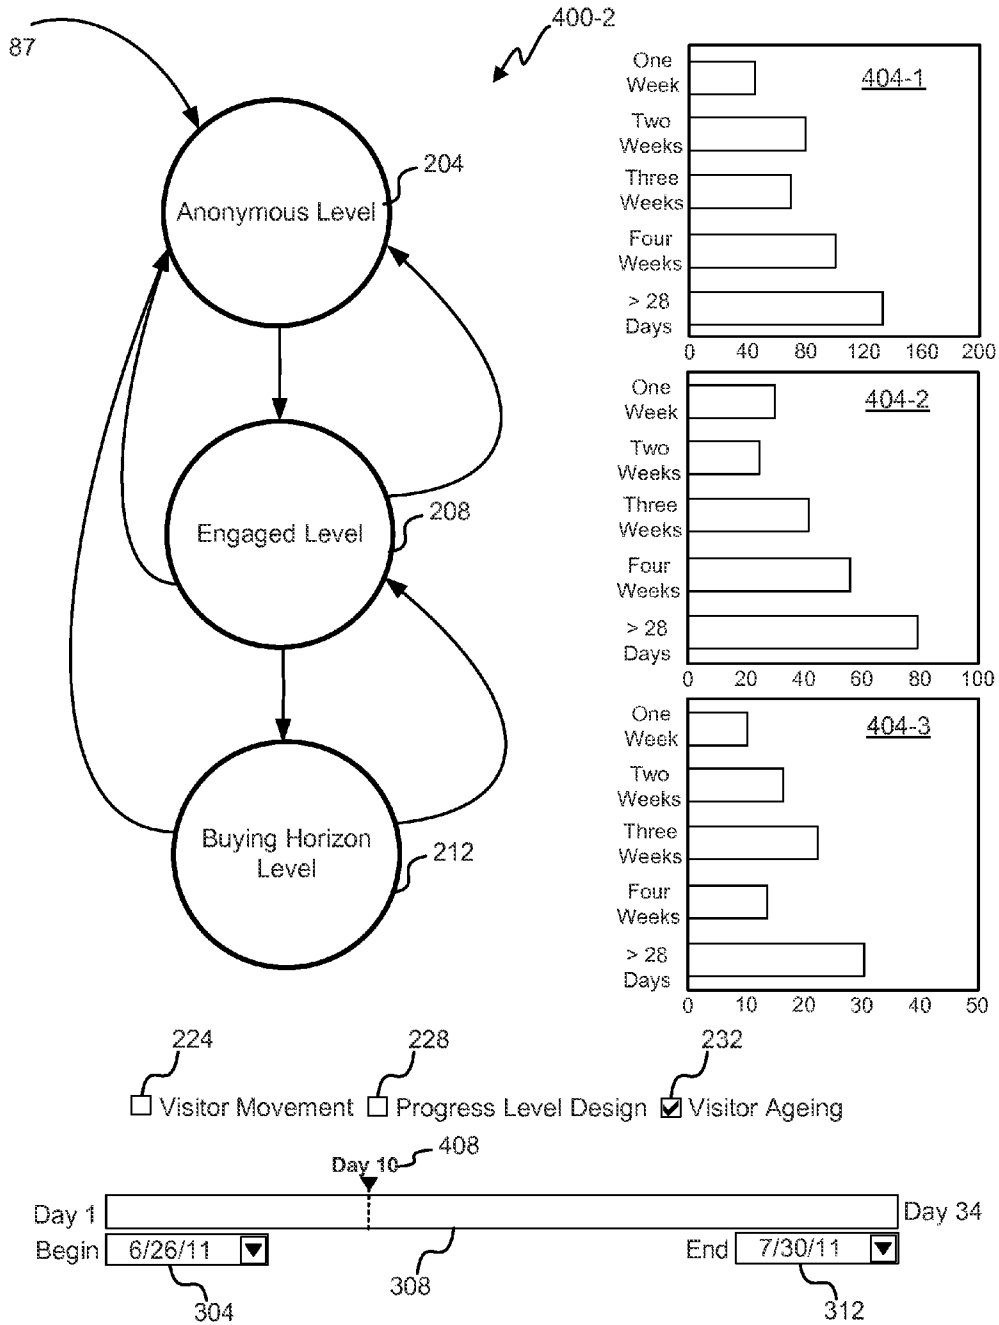 400-2
87
204
Anonymous Level
208
Engaged Level
Buying Horizon
Level
212
404-1
One
Week
Two
Weeks
Three
Weeks
Four
Weeks
> 28
Days
0 40 80 120 160 200
404-2
One
Week
Two
Weeks
Three
Weeks
Four
Weeks
> 28
Days
0 20 40 60 80 100
404-3
One
Week
Two
Weeks
Three
Weeks
Four
Weeks
> 28
Days
0 10 20 30 40 50
224 228 232
Visitor Movement Progress Level Design Visitor Ageing
408
Day 10
Day 1 Day 34
Begin 6/26/11 End 7/30/11
304 308 312